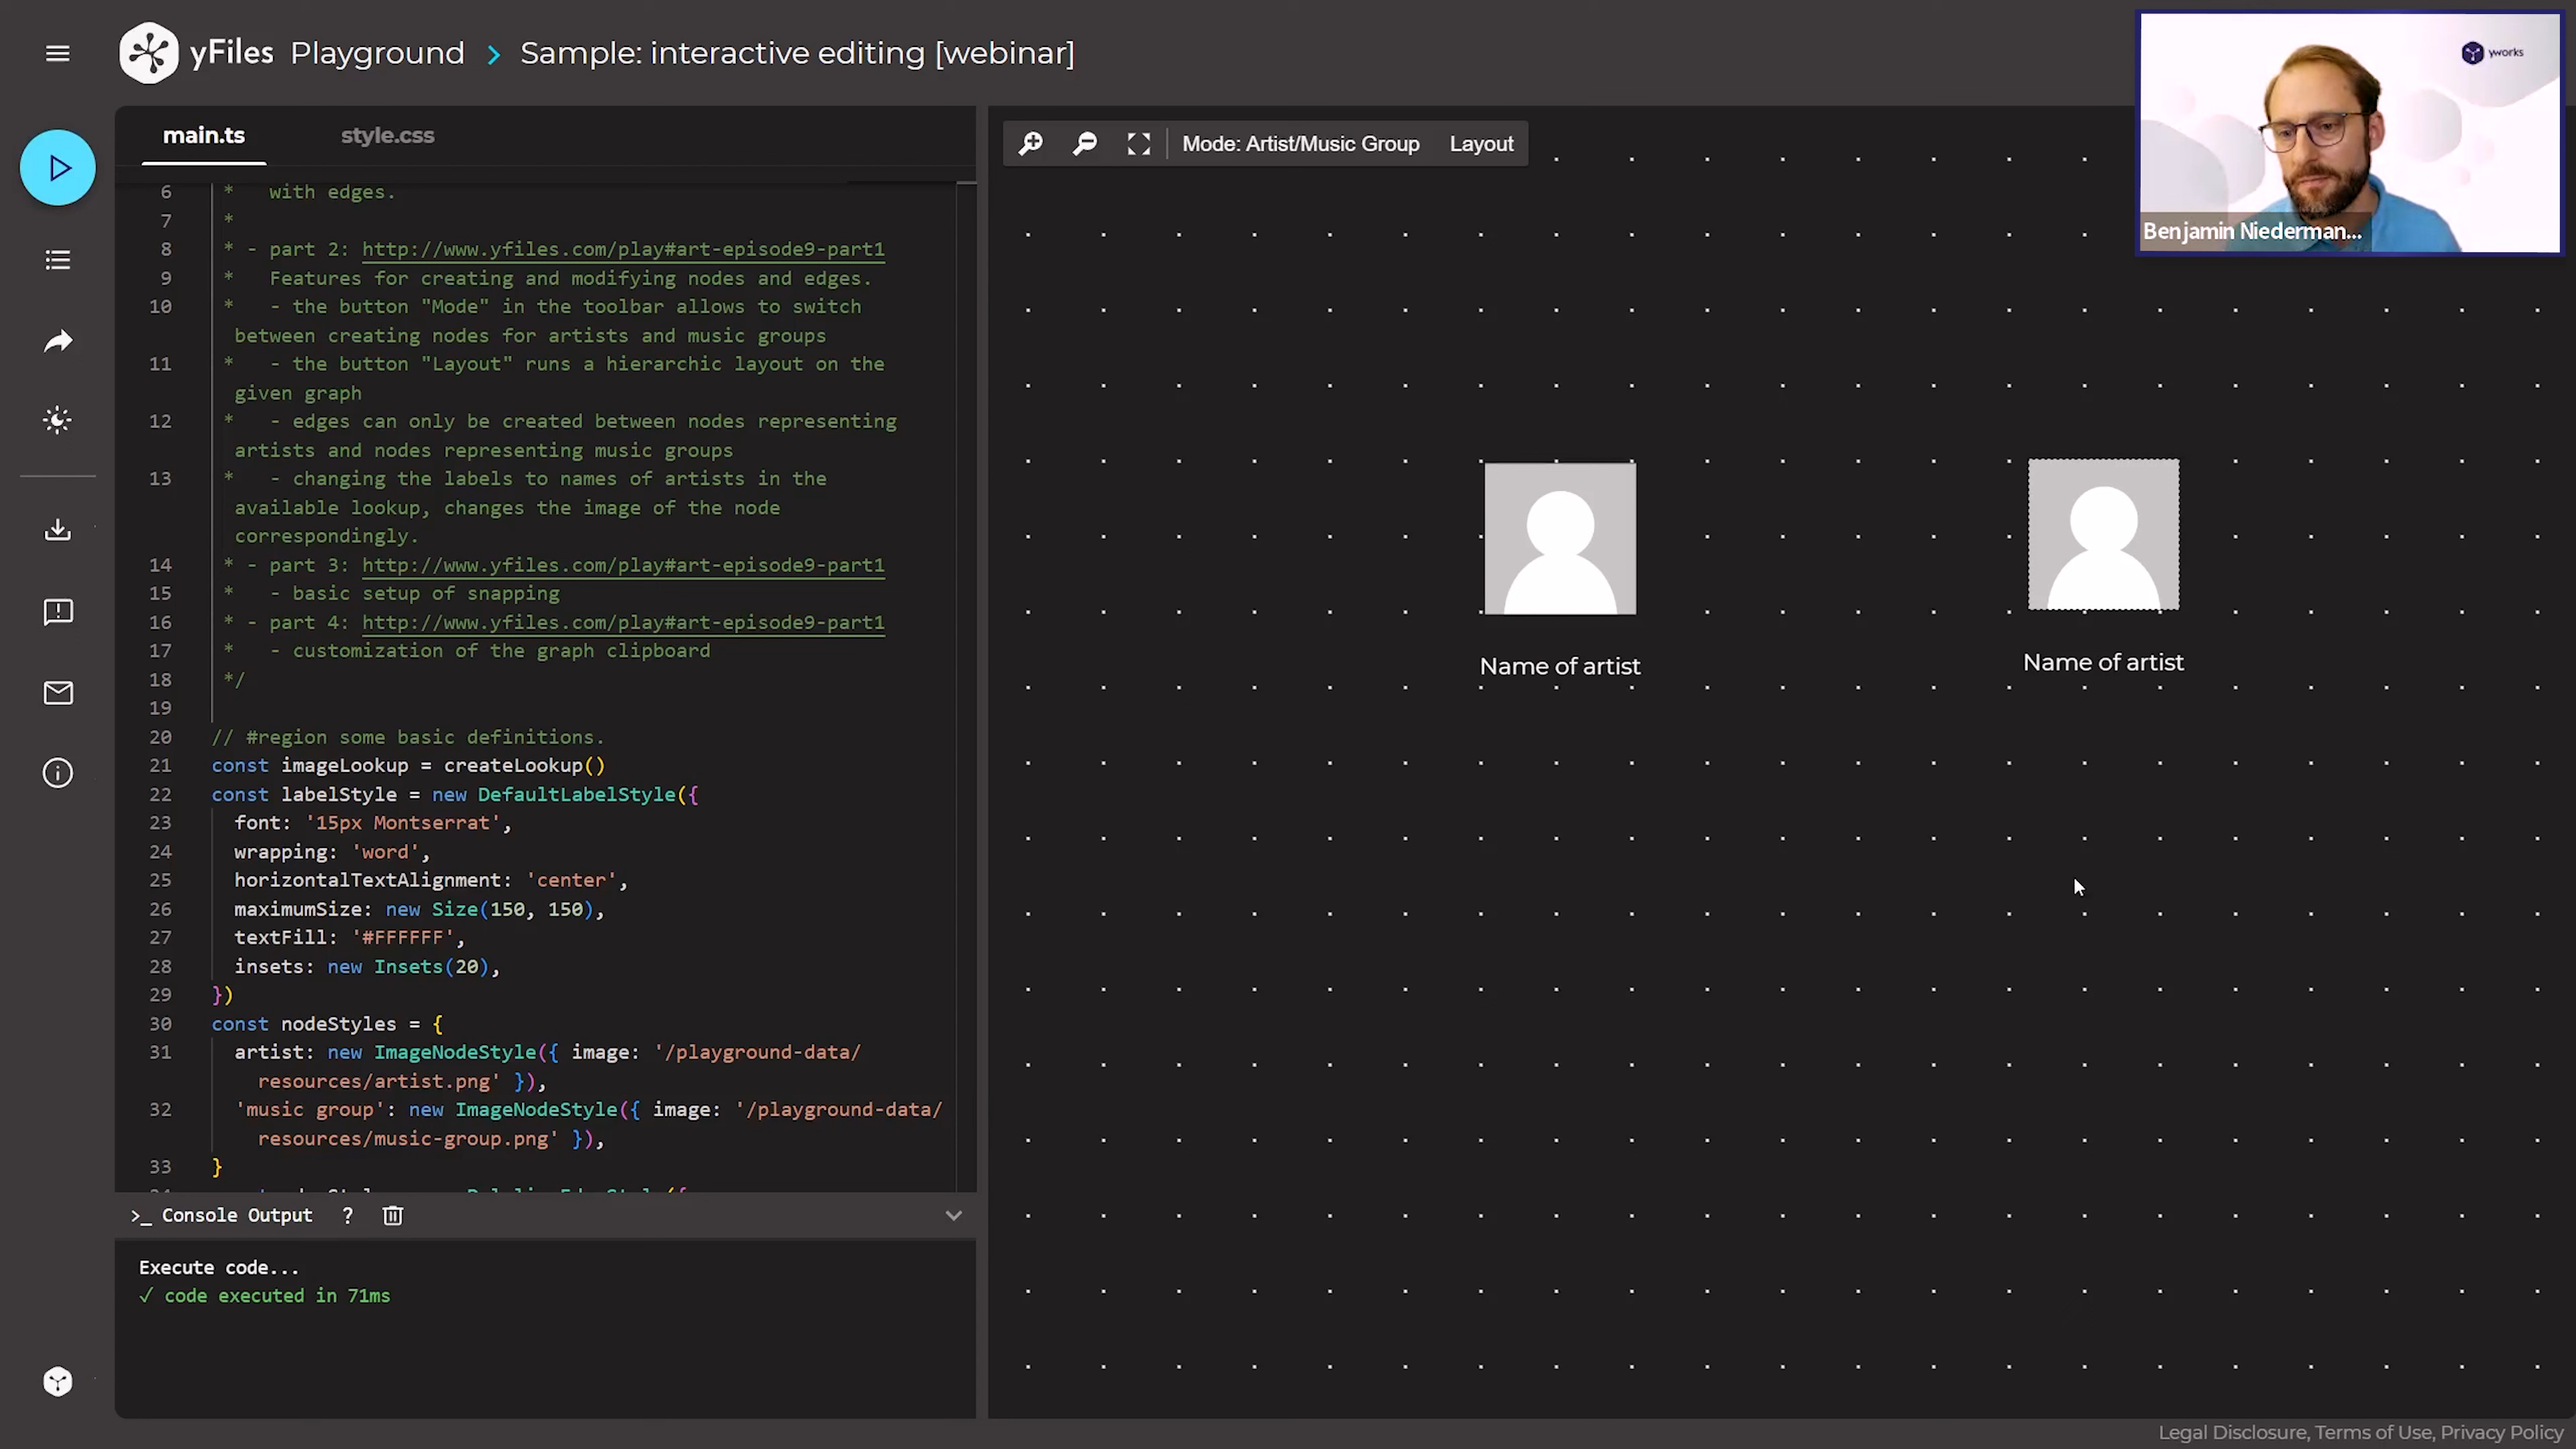 yFiles Playground > Sample: interactive editing [webinar]
yworks
Benjamin Niederman...
main.ts
style.css
6 * with edges.
7 *
8 * - part 2: http://www.yfiles.com/play#art-episode9-part1
9 * Features for creating and modifying nodes and edges.
10 * - the button "Mode" in the toolbar allows to switch
between creating nodes for artists and music groups
11 * - the button "Layout" runs a hierarchic layout on the
given graph
12 * - edges can only be created between nodes representing
artists and nodes representing music groups
13 * - changing the labels to names of artists in the
available lookup, changes the image of the node
correspondingly.
14 * - part 3: http://www.yfiles.com/play#art-episode9-part1
15 * - basic setup of snapping
16 * - part 4: http://www.yfiles.com/play#art-episode9-part1
17 * - customization of the graph clipboard
18 */
19
20 // #region some basic definitions.
21 const imageLookup = createLookup()
22 const labelStyle = new DefaultLabelStyle({
23 font: '15px Montserrat',
24 wrapping: 'word',
25 horizontalTextAlignment: 'center',
26 maximumSize: new Size(150, 150),
27 textFill: '#FFFFFF',
28 insets: new Insets(20),
29 })
30 const nodeStyles = {
31 artist: new ImageNodeStyle({ image: '/playground-data/
resources/artist.png' }),
32 'music group': new ImageNodeStyle({ image: '/playground-data/
resources/music-group.png' }),
33 }
>_ Console Output ?
Execute code...
✓ code executed in 71ms
Mode: Artist/Music Group Layout
Name of artist
Name of artist
Legal Disclosure, Terms of Use, Privacy Policy